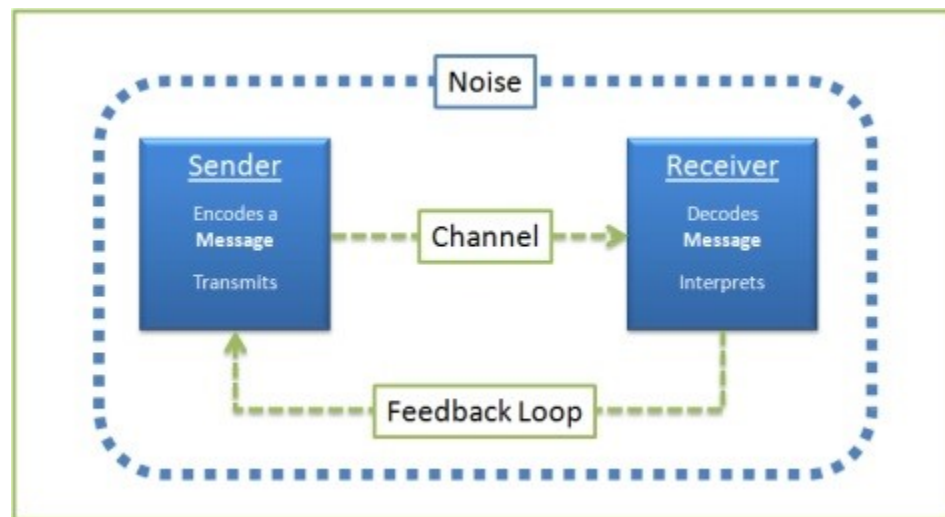 Noise
Sender
Encodes a
Message
Transmits
Channel
Receiver
Decodes
Message
Interprets
Feedback Loop